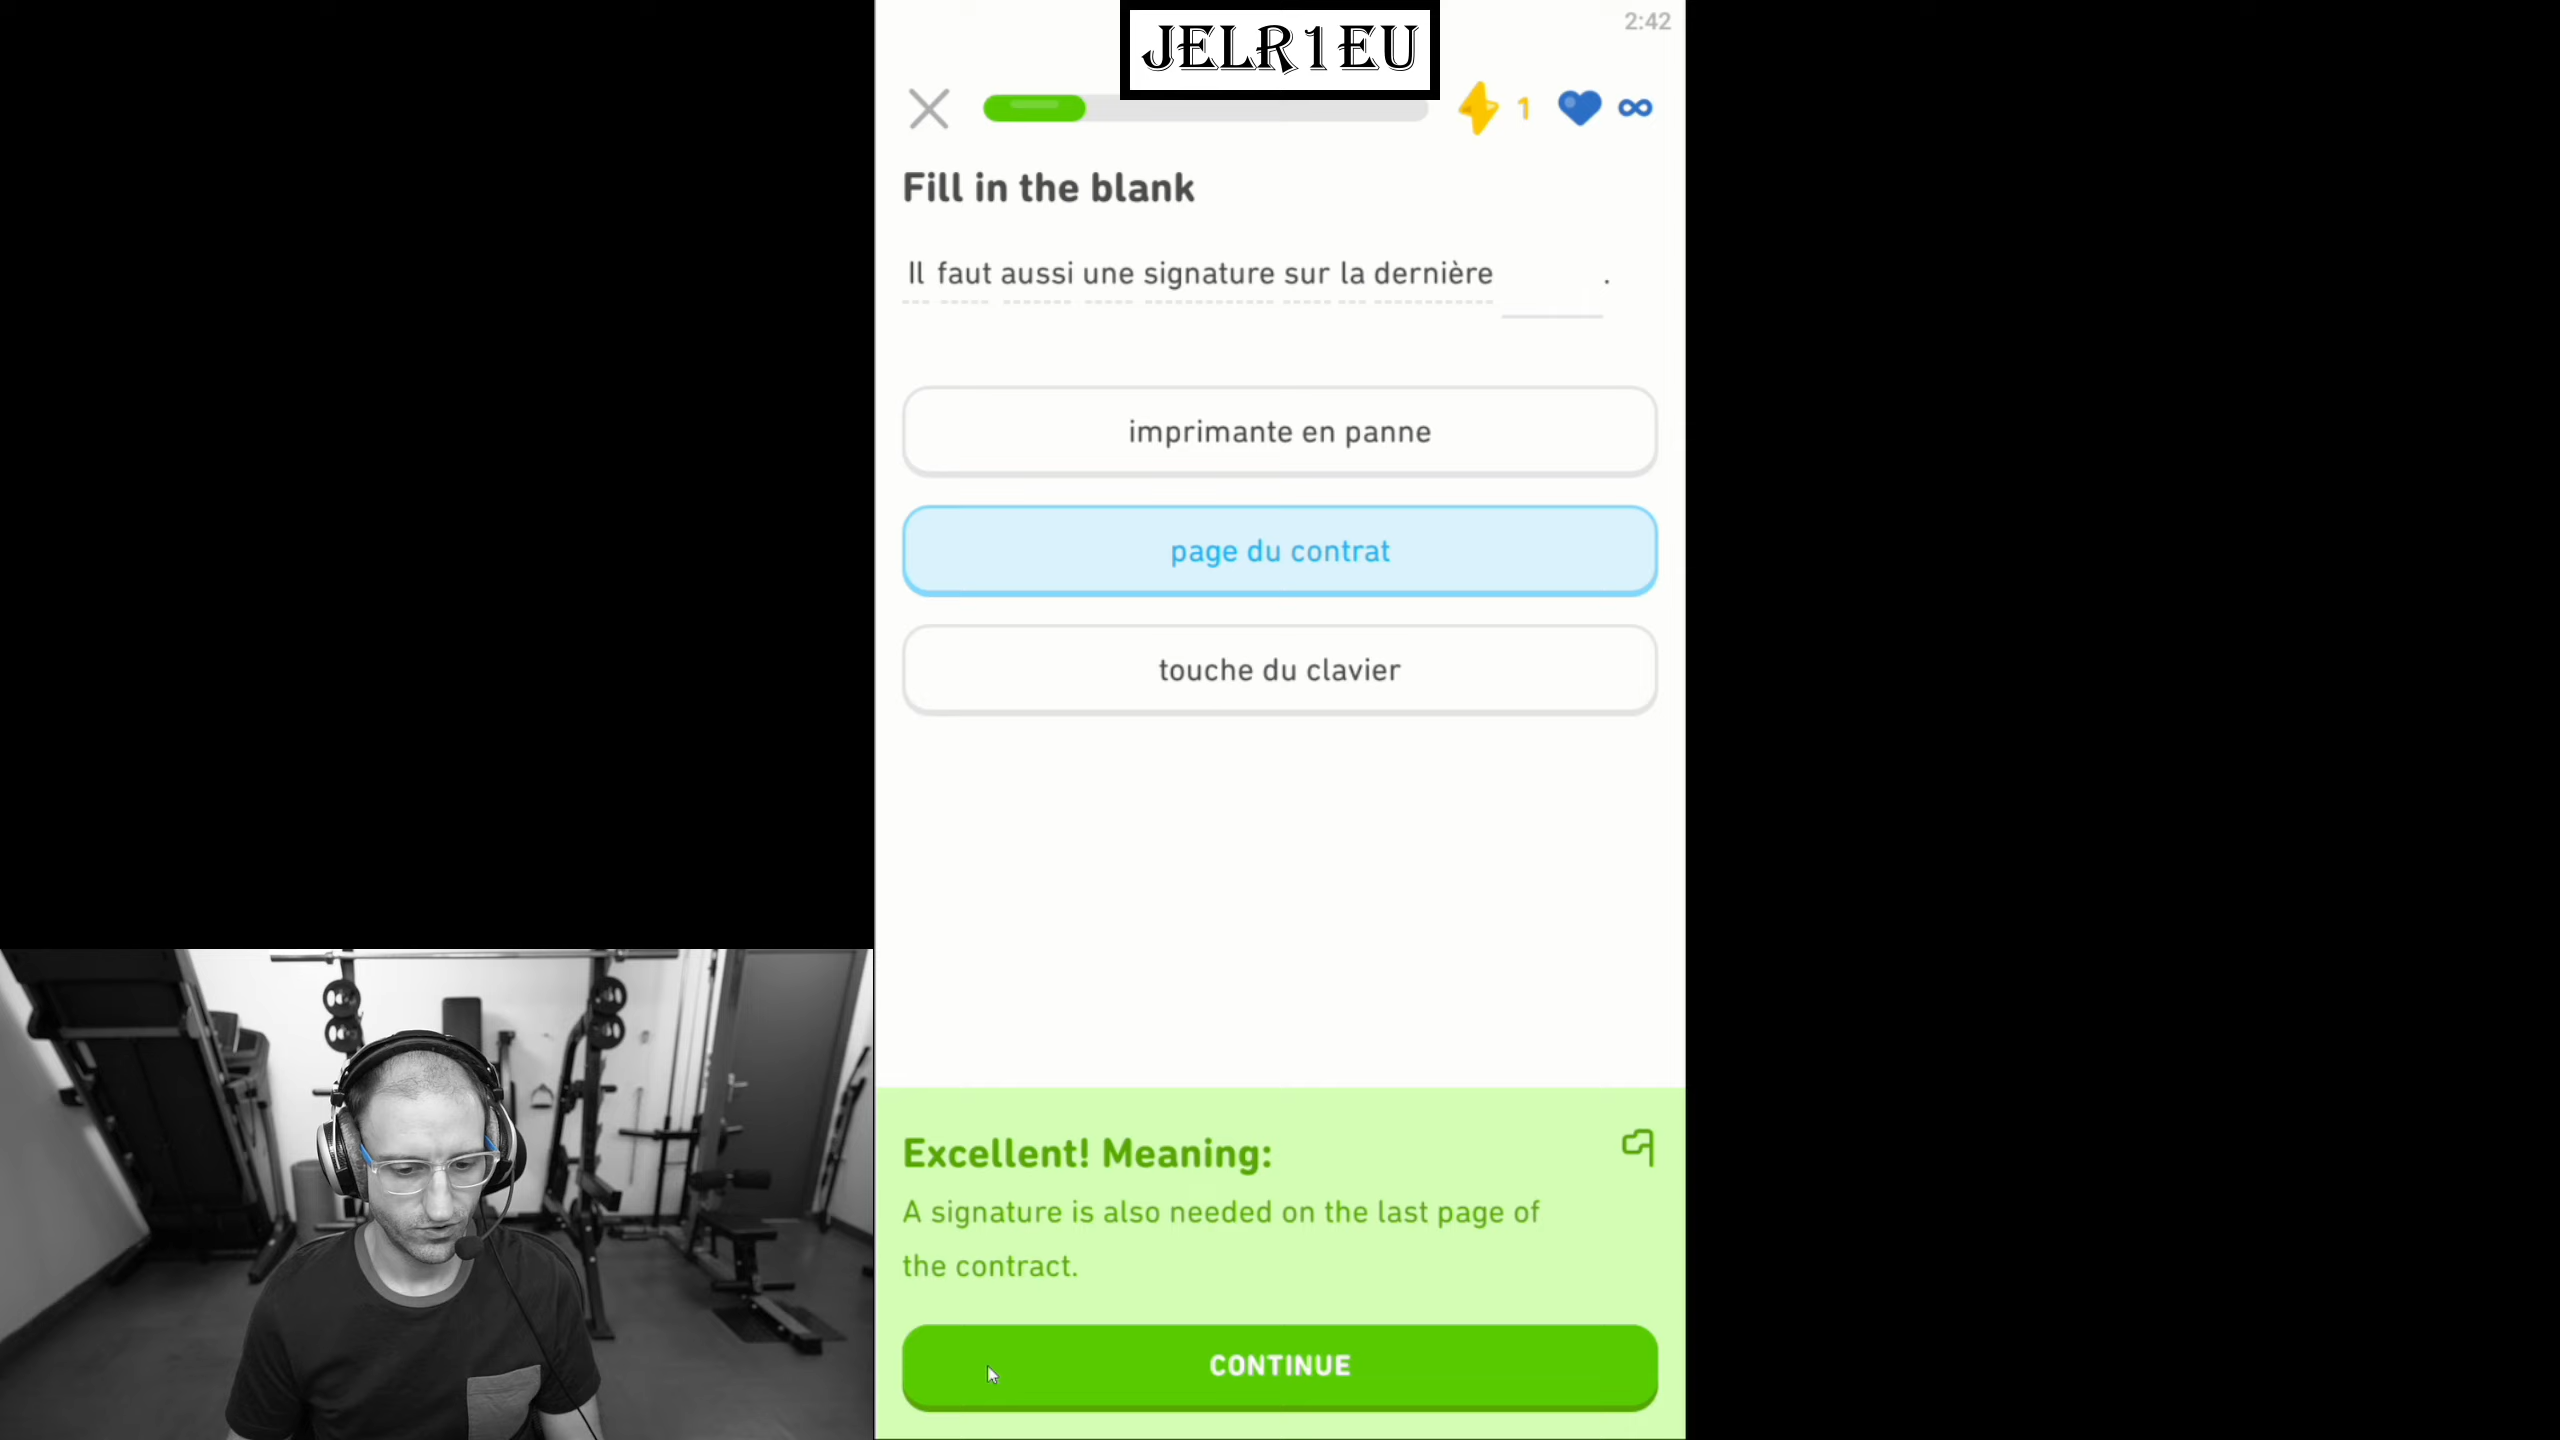 JELR1EU
2:42
1 ∞
Fill in the blank
Il faut aussi une signature sur la dernière ______ .
imprimante en panne
page du contrat
touche du clavier
Excellent! Meaning:
A signature is also needed on the last page of
the contract.
CONTINUE